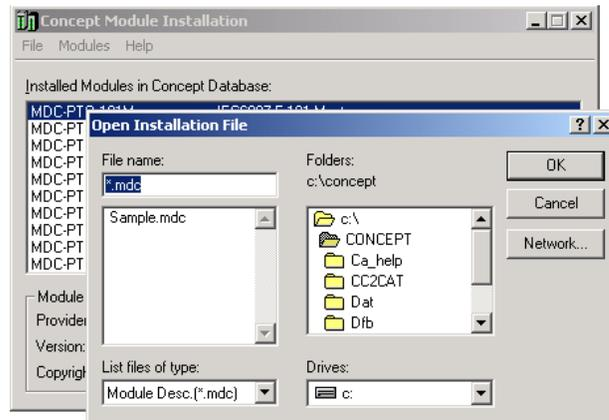 Concept Module Installation
File Modules Help
Installed Modules in Concept Database:
MDC-PT
MDC-PT
MDC-PT
MDC-PT
MDC-PT
MDC-PT
MDC-PT
MDC-PT
MDC-PT
Open Installation File
File name:
*.mdc
Sample.mdc
List files of type:
Module Desc.(*.mdc)
Folders:
c:\concept
c:\
CONCEPT
Ca_help
CC2CAT
Dat
Dfb
Drives:
c:
OK
Cancel
Network...
Module
Provider
Version:
Copyrigh